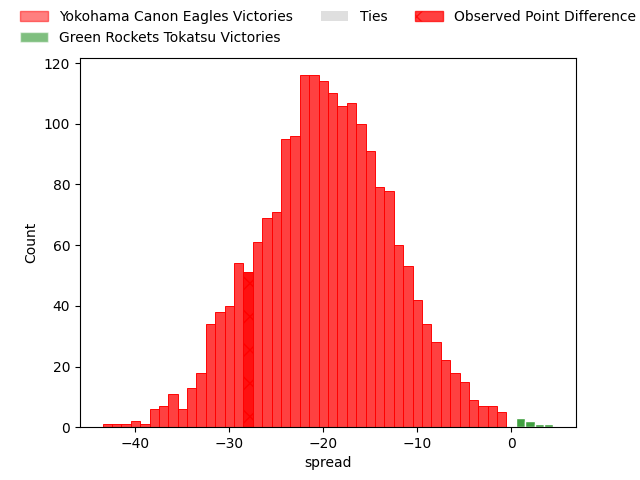 Yokohama Canon Eagles Victories
Ties
Observed Point Difference
Green Rockets Tokatsu Victories
120
100
80
60
40
20
0
Count
−40
−30
−20
−10
0
spread